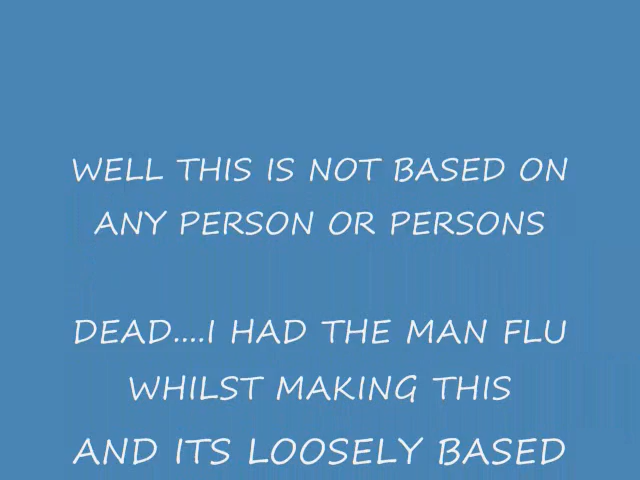 WELL THIS IS NOT BASED ON
ANY PERSON OR PERSONS
DEAD....I HAD THE MAN FLU
WHILST MAKING THIS
AND ITS LOOSELY BASED